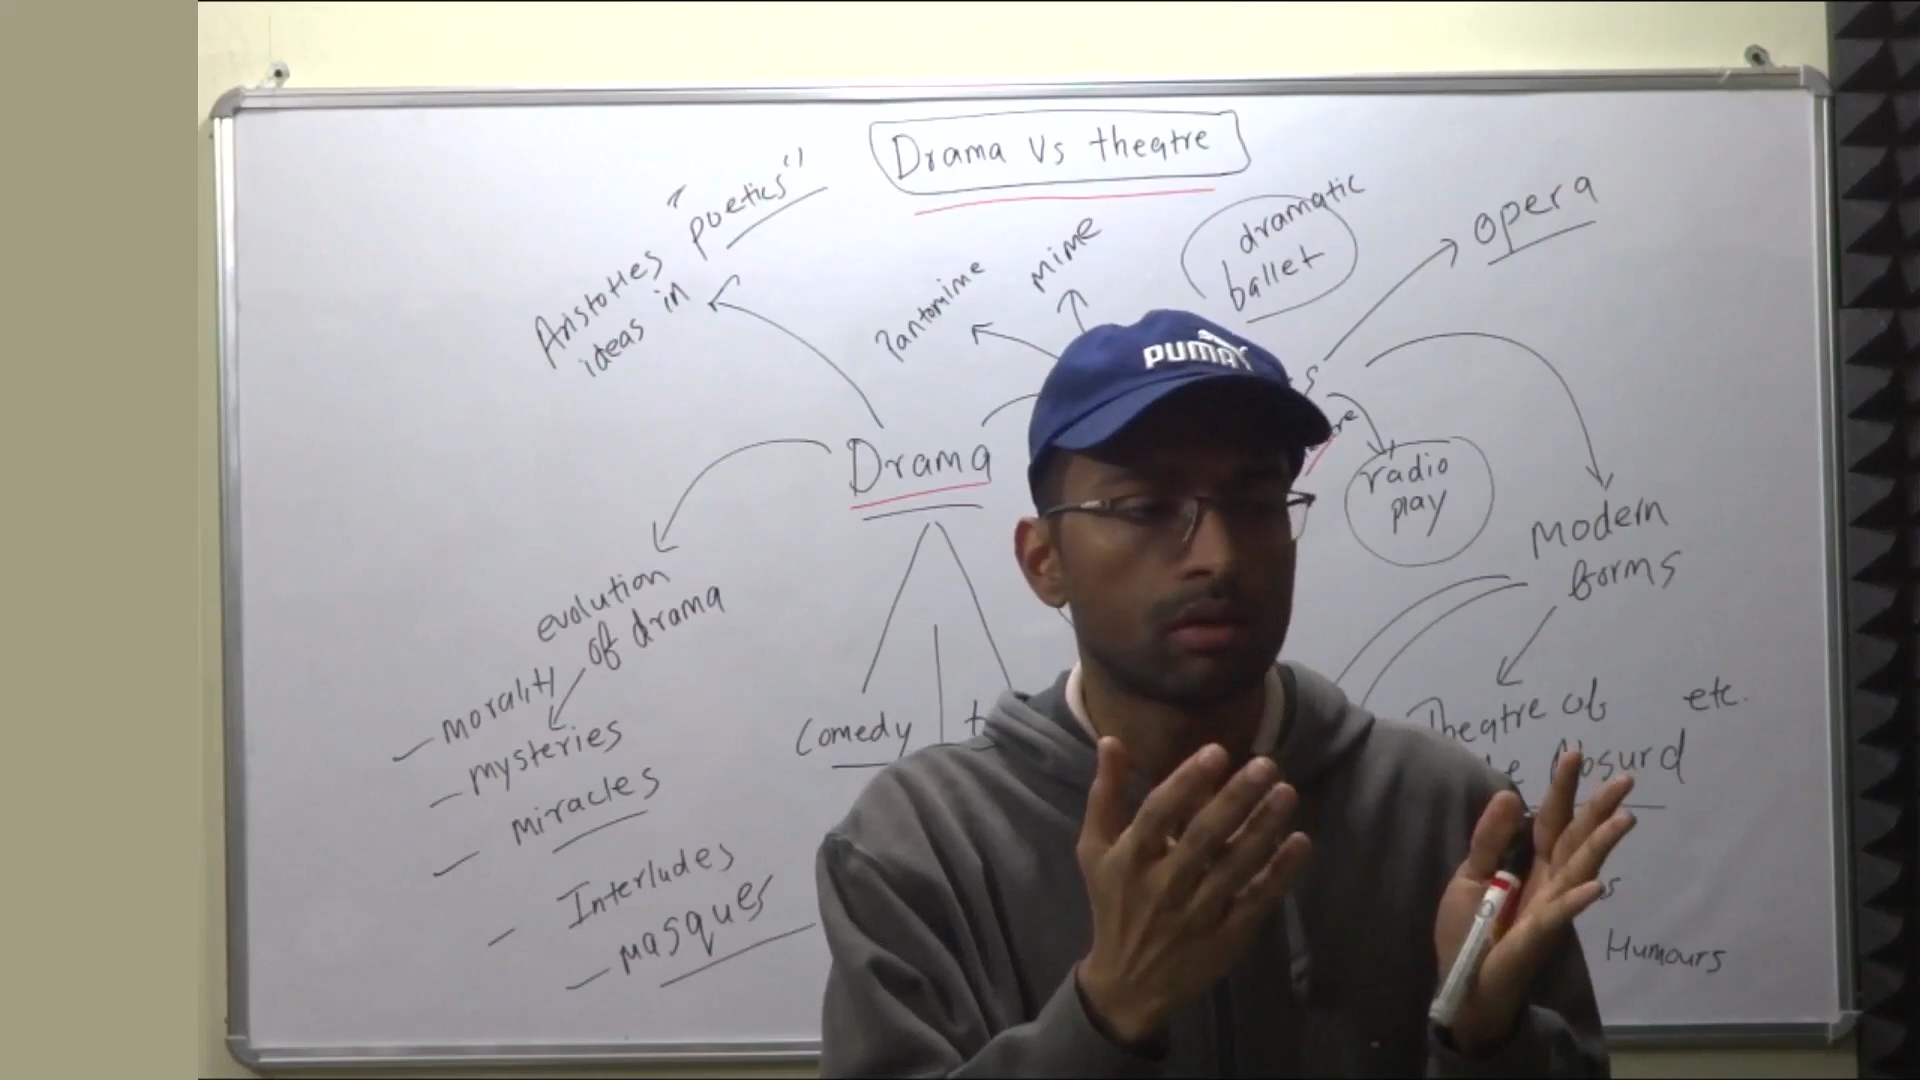 Drama Vs theatre
"poetics"
Aristotles
ideas in
Pantomime
mime
dramatic
ballet
opera
PUMA
Drama
radio
play
Modern
forms
evolution
of drama
- morality
- mysteries
- miracles
- Interludes
- masques
Comedy
Theatre of
Absurd
etc.
Humours